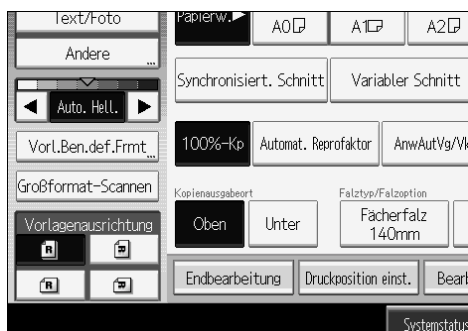 Text/Foto
Papierw.▶
A0
A1
A2
Andere
...
Synchronisiert. Schnitt
Variabler Schnitt
◀ Auto. Hell. ▶
100%-Kp
Automat. Reprofaktor
AnwAutVg/Vk
Vorl.Ben.def.Frmt
...
Großformat-Scannen
Kopienausgabeort
Falztyp/Falzoption
Oben
Unter
Fächerfalz
140mm
Vorlagenausrichtung
R
R
R
R
Endbearbeitung
Druckposition einst.
Bearb
Systemstatus